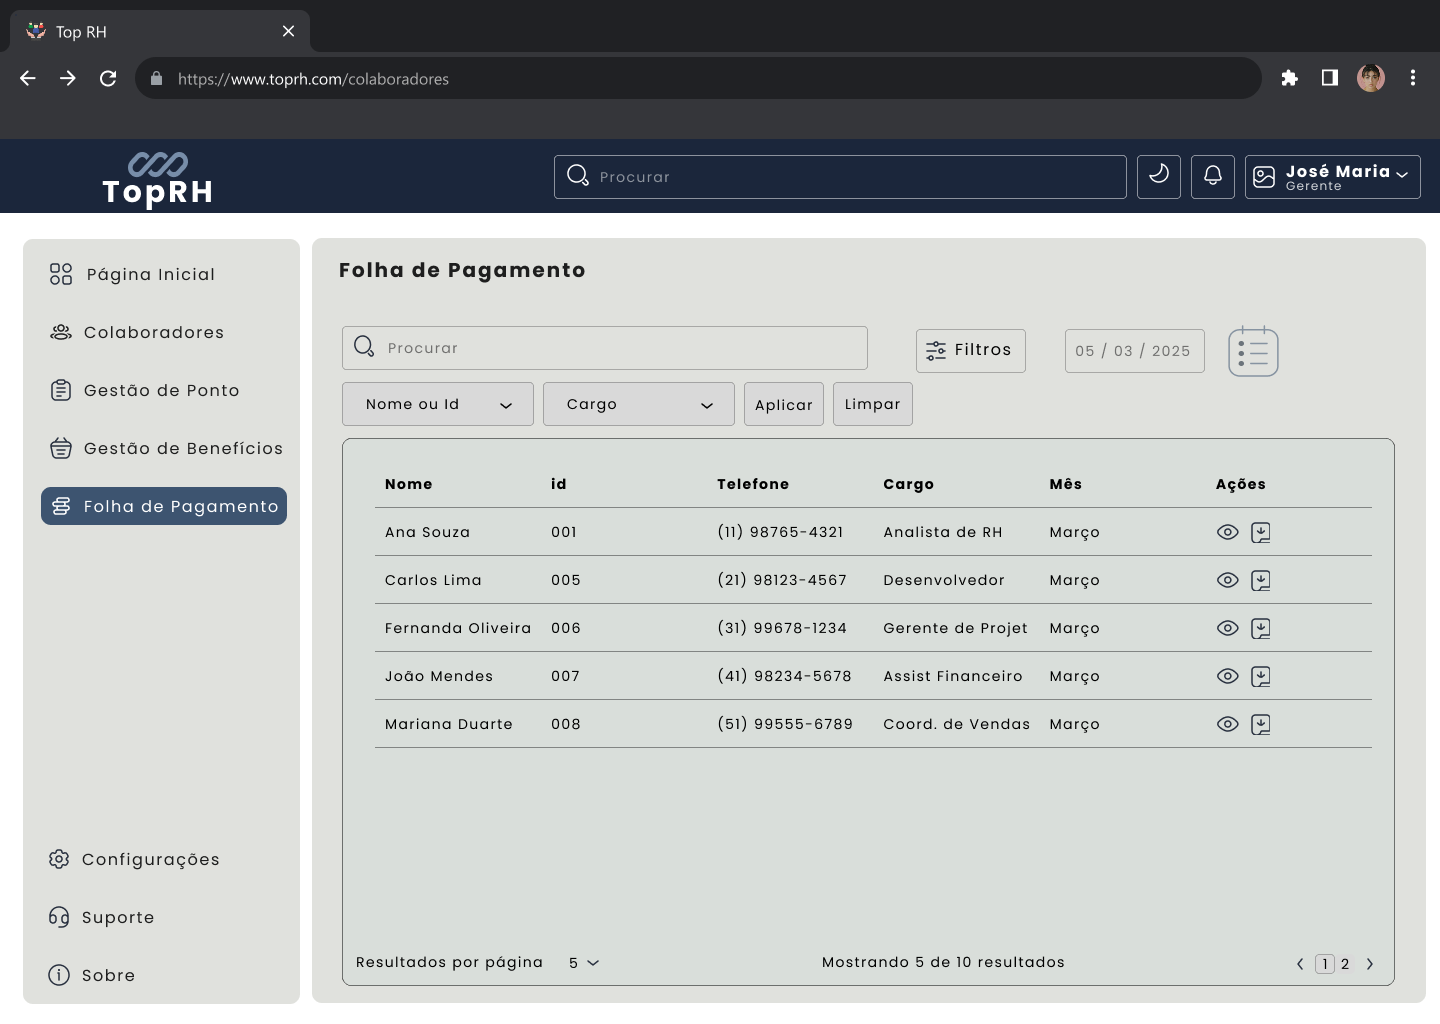 Top RH
https://www.toprh.com/colaboradores
TopRH
Procurar
José Maria
Gerente
Página Inicial
Colaboradores
Gestão de Ponto
Gestão de Benefícios
Folha de Pagamento
Configurações
Suporte
Sobre
Folha de Pagamento
Procurar
Filtros
05 / 03 / 2025
Nome ou Id
Cargo
Aplicar
Limpar
Nome id Telefone Cargo Mês Ações
Ana Souza 001 (11) 98765-4321 Analista de RH Março
Carlos Lima 005 (21) 98123-4567 Desenvolvedor Março
Fernanda Oliveira 006 (31) 99678-1234 Gerente de Projet Março
João Mendes 007 (41) 98234-5678 Assist Financeiro Março
Mariana Duarte 008 (51) 99555-6789 Coord. de Vendas Março
Resultados por página 5
Mostrando 5 de 10 resultados
1 2